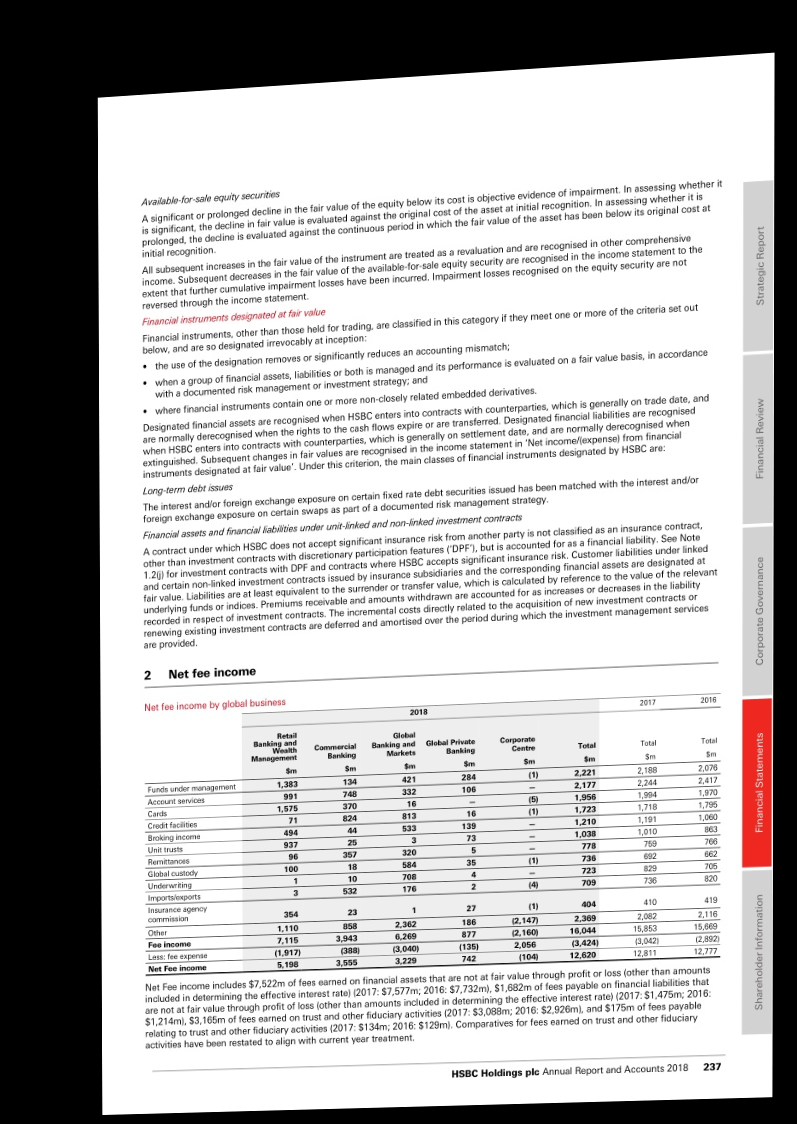 Available-for-sale equity securities
A significant or prolonged decline in the fair value of the equity below its cost is objective evidence of impairment. In assessing whether it
is significant, the decline in fair value is evaluated against the original cost of the asset at initial recognition. In assessing whether it is
prolonged, the decline is evaluated against the continuous period in which the fair value of the asset has been below its original cost at
initial recognition.
All subsequent increases in the fair value of the instrument are treated as a revaluation and are recognised in other comprehensive
income. Subsequent decreases in the fair value of the available-for-sale equity security are recognised in the income statement to the
extent that further cumulative impairment losses have been incurred. Impairment losses recognised on the equity security are not
reversed through the income statement.
Financial instruments designated at fair value
Financial instruments, other than those held for trading, are classified in this category if they meet one or more of the criteria set out
below, and are so designated irrevocably at inception:
• the use of the designation removes or significantly reduces an accounting mismatch;
• when a group of financial assets, liabilities or both is managed and its performance is evaluated on a fair value basis, in accordance
with a documented risk management or investment strategy; and
• where financial instruments contain one or more non-closely related embedded derivatives.
Designated financial assets are recognised when HSBC enters into contracts with counterparties, which is generally on trade date, and
are normally derecognised when the rights to the cash flows expire or are transferred. Designated financial liabilities are recognised
when HSBC enters into contracts with counterparties, which is generally on settlement date, and are normally derecognised when
extinguished. Subsequent changes in fair values are recognised in the income statement in 'Net income/(expense) from financial
instruments designated at fair value'. Under this criterion, the main classes of financial instruments designated by HSBC are:
Long-term debt issues
The interest and/or foreign exchange exposure on certain fixed rate debt securities issued has been matched with the interest and/or
foreign exchange exposure on certain swaps as part of a documented risk management strategy.
Financial assets and financial liabilities under unit-linked and non-linked investment contracts
A contract under which HSBC does not accept significant insurance risk from another party is not classified as an insurance contract,
other than investment contracts with discretionary participation features ('DPF'), but is accounted for as a financial liability. See Note
1.2(j) for investment contracts with DPF and contracts where HSBC accepts significant insurance risk. Customer liabilities under linked
and certain non-linked investment contracts issued by insurance subsidiaries and the corresponding financial assets are designated at
fair value. Liabilities are at least equivalent to the surrender or transfer value, which is calculated by reference to the value of the relevant
underlying funds or indices. Premiums receivable and amounts withdrawn are accounted for as increases or decreases in the liability
recorded in respect of investment contracts. The incremental costs directly related to the acquisition of new investment contracts or
renewing existing investment contracts are deferred and amortised over the period during which the investment management services
are provided.
2 Net fee income
Net fee income by global business
2018 2017 2016
Retail Banking and Wealth Management Commercial Banking Global Banking and Markets Global Private Banking Corporate Centre Total Total Total
$m $m $m $m $m $m $m $m
Funds under management 1,383 134 421 284 (1) 2,221 2,188 2,076
Account services 991 748 332 106 – 2,177 2,244 2,417
Cards 1,575 370 16 – (5) 1,956 1,994 1,970
Credit facilities 71 824 813 16 (1) 1,723 1,718 1,795
Broking income 494 44 533 139 – 1,210 1,191 1,060
Unit trusts 937 25 3 73 – 1,038 1,010 863
Remittances 96 357 320 5 – 778 759 766
Global custody 100 18 584 35 (1) 736 692 662
Underwriting 1 10 708 4 – 723 829 705
Imports/exports 3 532 176 2 (4) 709 736 820
Insurance agency
commission 354 23 1 27 (1) 404 410 419
Other 1,110 858 2,362 186 (2,147) 2,369 2,082 2,116
Fee income 7,115 3,943 6,269 877 (2,160) 16,044 15,853 15,669
Less: fee expense (1,917) (388) (3,040) (135) 2,056 (3,424) (3,042) (2,892)
Net Fee income 5,198 3,555 3,229 742 (104) 12,620 12,811 12,777
Net Fee income includes $7,522m of fees earned on financial assets that are not at fair value through profit or loss (other than amounts
included in determining the effective interest rate) (2017: $7,577m; 2016: $7,732m), $1,682m of fees payable on financial liabilities that
are not at fair value through profit of loss (other than amounts included in determining the effective interest rate) (2017: $1,475m; 2016:
$1,214m), $3,165m of fees earned on trust and other fiduciary activities (2017: $3,088m; 2016: $2,926m), and $175m of fees payable
relating to trust and other fiduciary activities (2017: $134m; 2016: $129m). Comparatives for fees earned on trust and other fiduciary
activities have been restated to align with current year treatment.
HSBC Holdings plc Annual Report and Accounts 2018 237
Strategic Report
Financial Review
Corporate Governance
Financial Statements
Shareholder Information